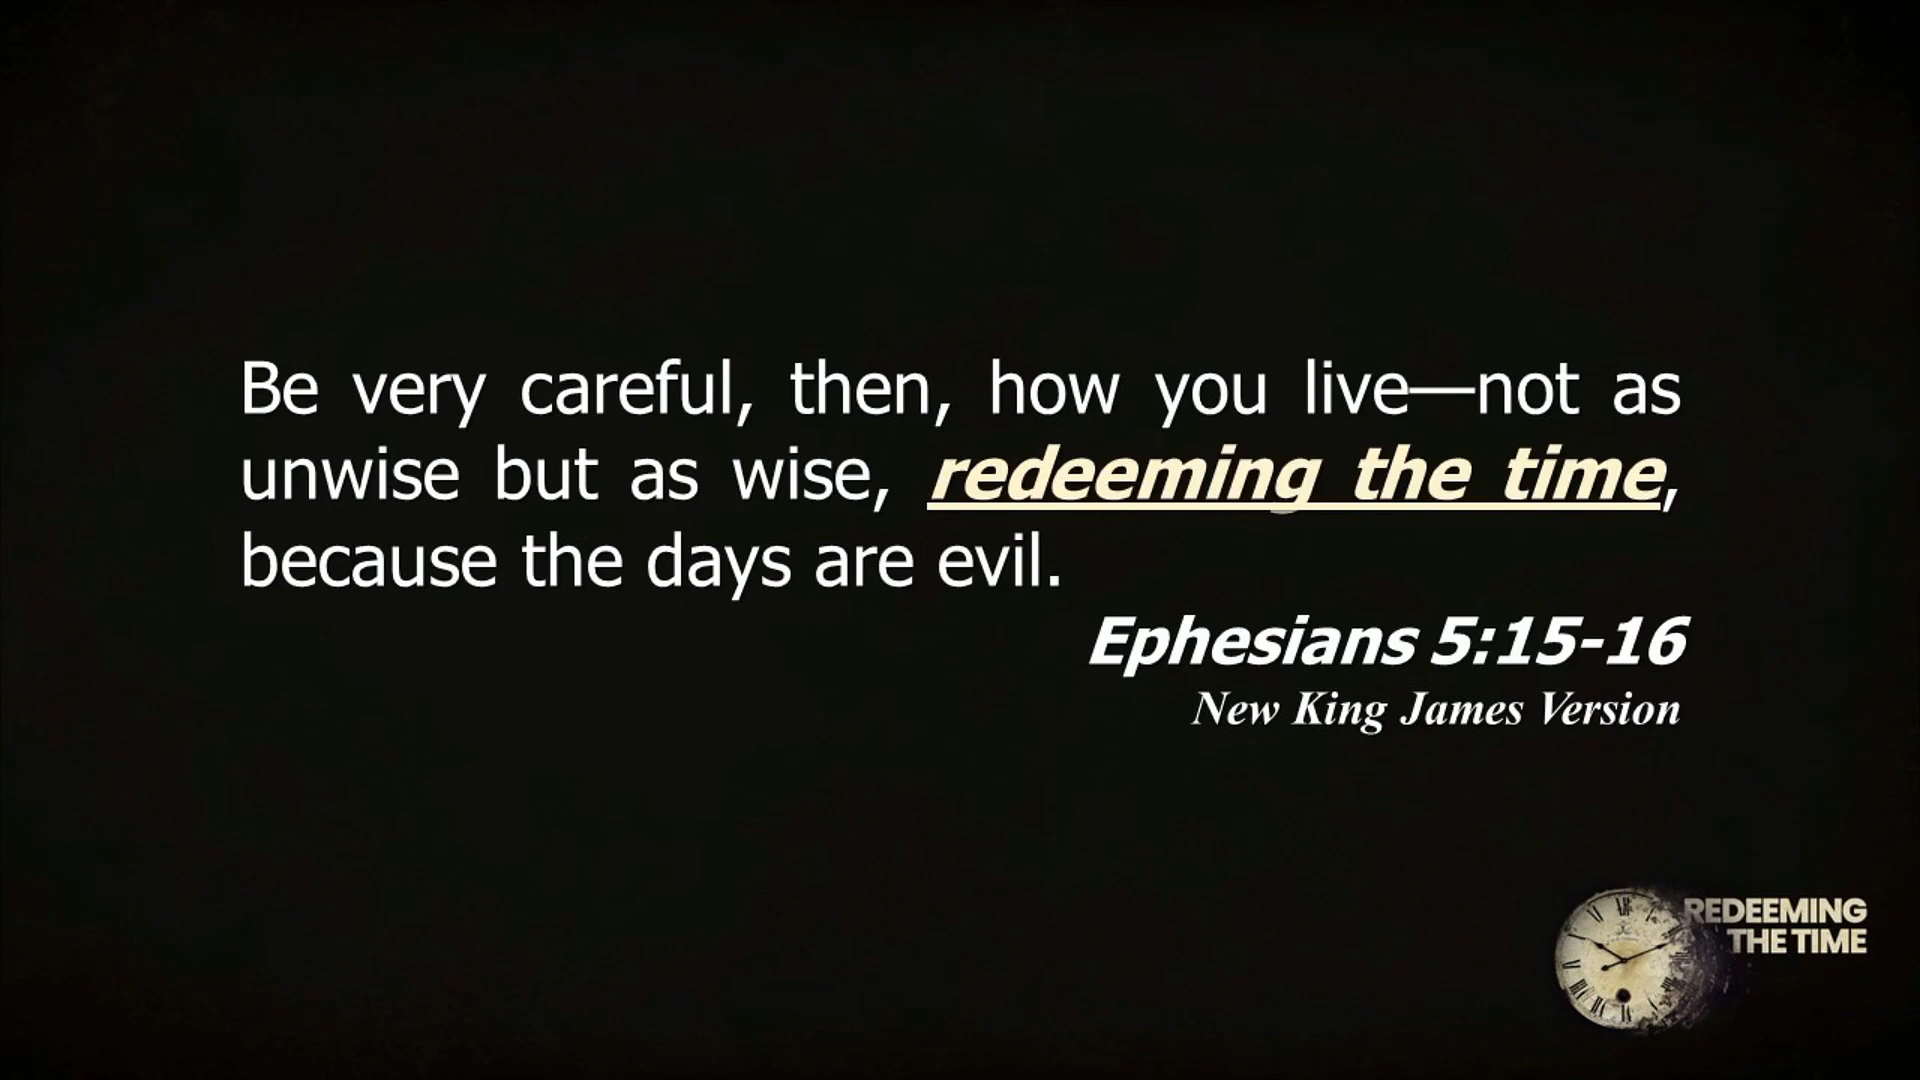 Be very careful, then, how you live—not as
unwise but as wise, redeeming the time,
because the days are evil.
Ephesians 5:15-16
New King James Version
REDEEMING
THE TIME